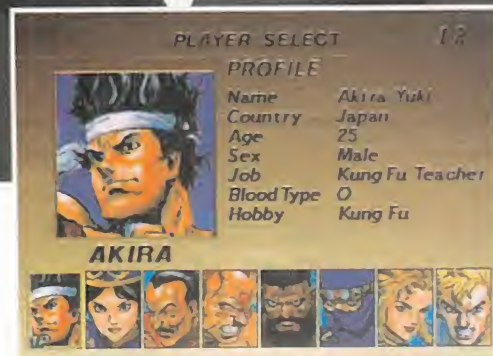 PLAYER SELECT 12
PROFILE
Name Akira Yuki
Country Japan
Age 25
Sex Male
Job Kung Fu Teacher
Blood Type O
Hobby Kung Fu
AKIRA